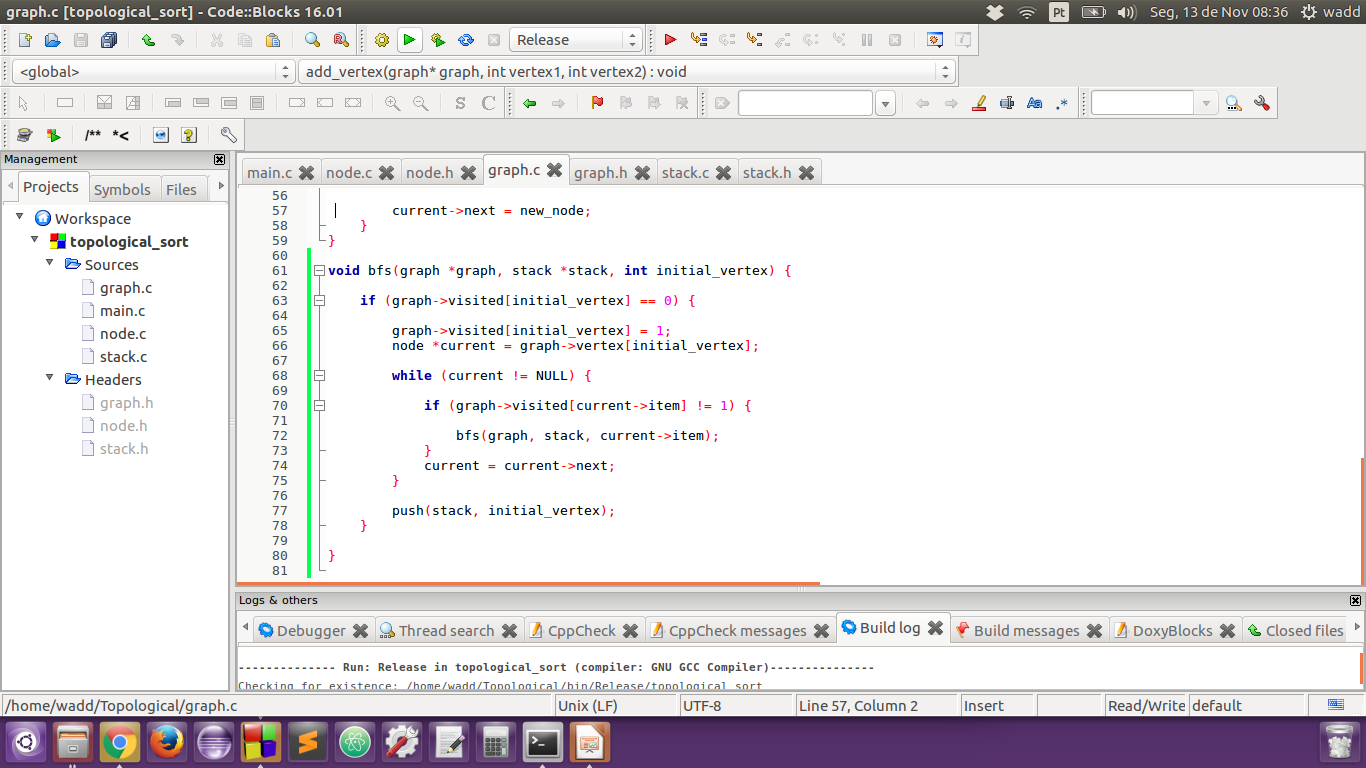 graph.c [topological_sort] - Code::Blocks 16.01
Pt
Seg, 13 de Nov 08:36
wadd
Release
<global>
add_vertex(graph* graph, int vertex1, int vertex2) : void
S C
Aa .*
/** *<
Management
Projects Symbols Files
Workspace
topological_sort
Sources
graph.c
main.c
node.c
stack.c
Headers
graph.h
node.h
stack.h
main.c node.c node.h graph.c graph.h stack.c stack.h
56
57 current->next = new_node;
58 }
59 }
60
61 void bfs(graph *graph, stack *stack, int initial_vertex) {
62
63 if (graph->visited[initial_vertex] == 0) {
64
65 graph->visited[initial_vertex] = 1;
66 node *current = graph->vertex[initial_vertex];
67
68 while (current != NULL) {
69
70 if (graph->visited[current->item] != 1) {
71
72 bfs(graph, stack, current->item);
73 }
74 current = current->next;
75 }
76
77 push(stack, initial_vertex);
78 }
79
80 }
81
Logs & others
Debugger Thread search CppCheck CppCheck messages Build log Build messages DoxyBlocks Closed files
-------------- Run: Release in topological_sort (compiler: GNU GCC Compiler)---------------
Checking for existence: /home/wadd/Topological/bin/Release/topological_sort
/home/wadd/Topological/graph.c Unix (LF) UTF-8 Line 57, Column 2 Insert Read/Write default